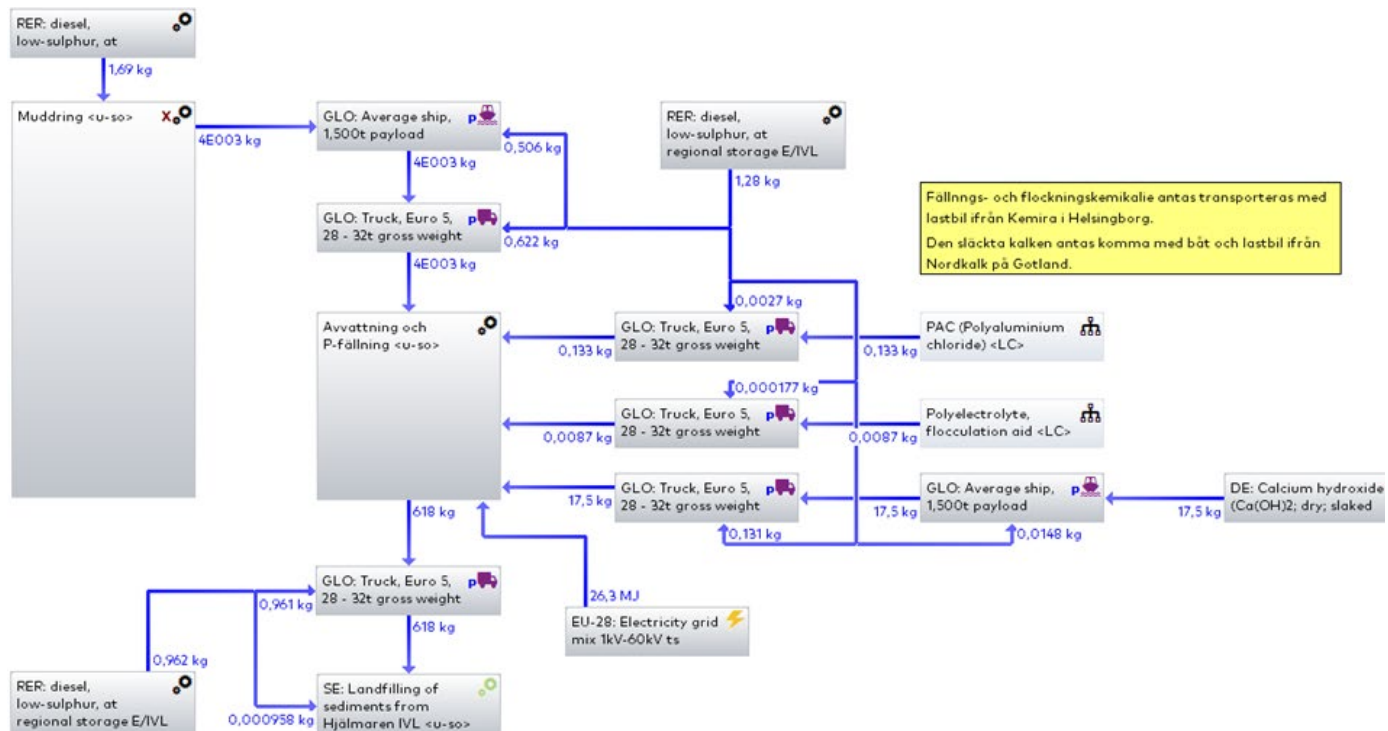 RER: diesel,
low-sulphur, at
1,69 kg
Muddring <u-so>
X
4E003 kg
GLO: Average ship,
1,500t payload
p
0,506 kg
4E003 kg
GLO: Truck, Euro 5,
28 - 32t gross weight
p
0,622 kg
4E003 kg
RER: diesel,
low-sulphur, at
regional storage E/IVL
1,28 kg
Fällnngs- och flockningskemikalie antas transporteras med
lastbil ifrån Kemira i Helsingborg.
Den släckta kalken antas komma med båt och lastbil ifrån
Nordkalk på Gotland.
Avvattning och
P-fällning <u-so>
0,0027 kg
GLO: Truck, Euro 5,
28 - 32t gross weight
p
0,133 kg
PAC (Polyaluminium
chloride) <LC>
0,133 kg
0,000177 kg
GLO: Truck, Euro 5,
28 - 32t gross weight
p
0,0087 kg
Polyelectrolyte,
flocculation aid <LC>
0,0087 kg
GLO: Truck, Euro 5,
28 - 32t gross weight
p
17,5 kg
0,131 kg
GLO: Average ship,
1,500t payload
p
17,5 kg
0,0148 kg
DE: Calcium hydroxide
(Ca(OH)2; dry; slaked
17,5 kg
618 kg
GLO: Truck, Euro 5,
28 - 32t gross weight
p
0,961 kg
618 kg
26,3 MJ
EU-28: Electricity grid
mix 1kV-60kV ts
0,962 kg
RER: diesel,
low-sulphur, at
regional storage E/IVL
0,000958 kg
SE: Landfilling of
sediments from
Hjälmaren IVL <u-so>